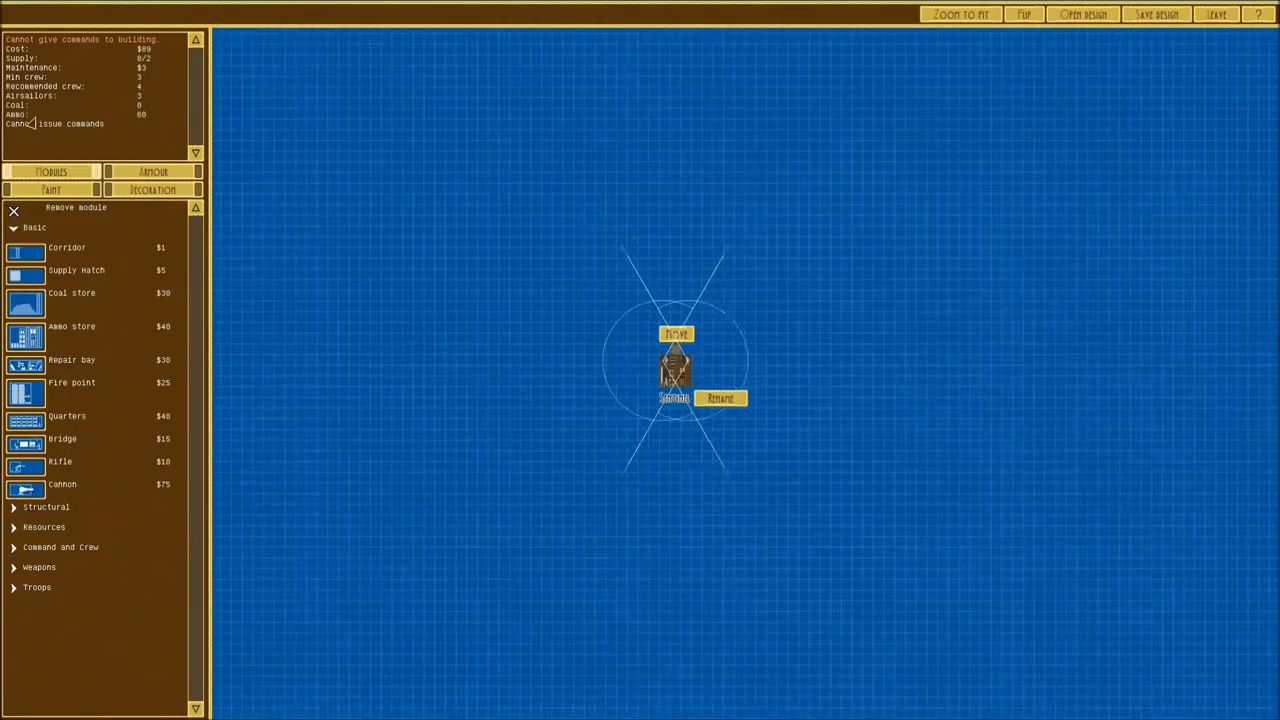 ZOOM TO FIT
FLIP
OPEN DESIGN
SAVE DESIGN
LEAVE
?
Cannot give commands to building.
Cost: $89
Supply: 0/2
Maintenance: $3
Min crew: 3
Recommended crew: 4
Airsailors: 3
Coal: 0
Ammo: 60
issue commands
MODULES
ARMOUR
PAINT
DECORATION
Remove module
Basic
Corridor $1
Supply Hatch $5
Coal store $30
Ammo store $40
Repair bay $30
Fire point $25
Quarters $40
Bridge $15
Rifle $10
Cannon $75
Structural
Resources
Command and Crew
Weapons
Troops
MOVE
SENTINEL
RENAME